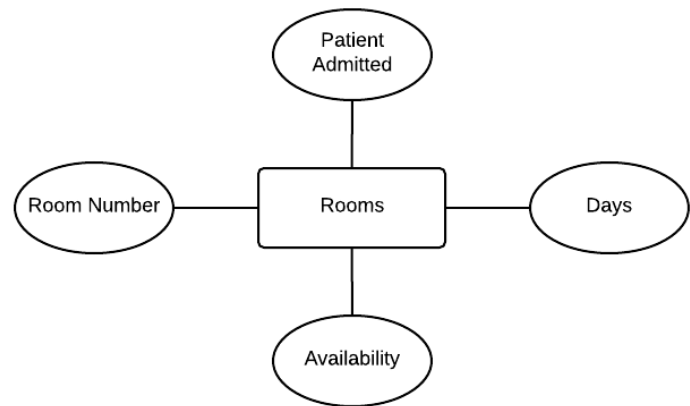 Patient
Admitted
Room Number
Rooms
Days
Availability